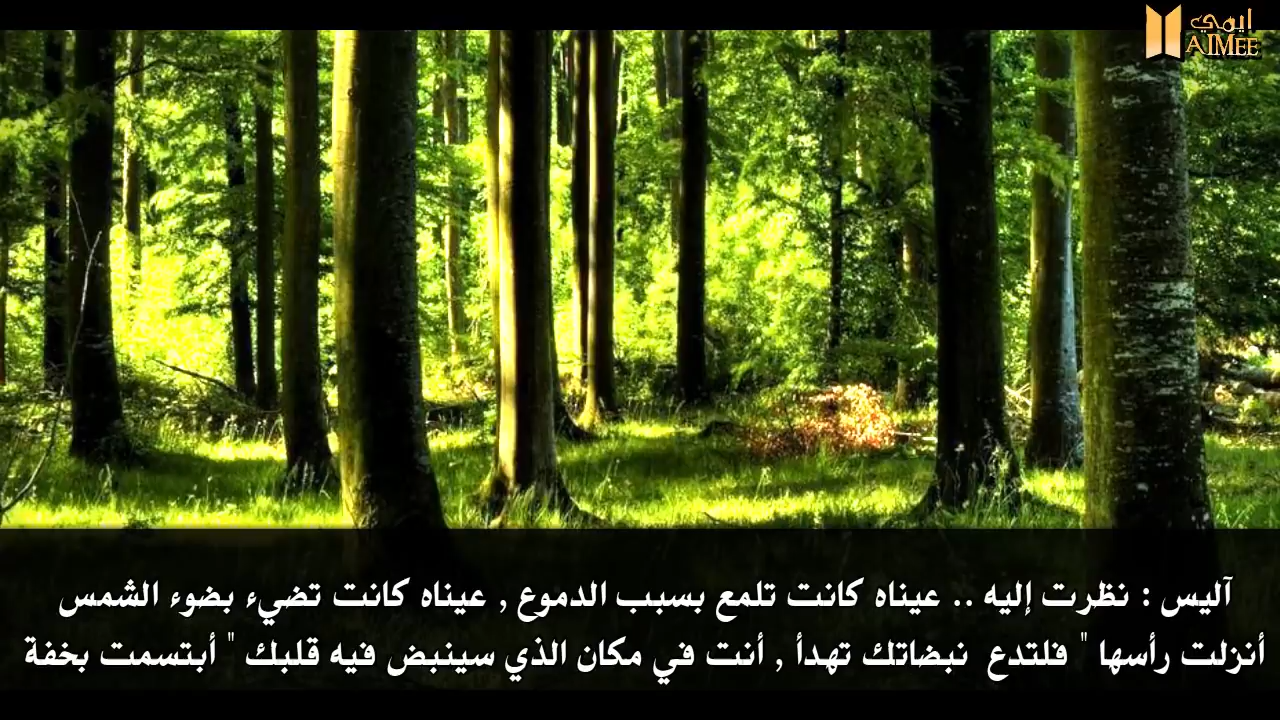 ايمي
AIMEE
آليس : نظرت إليه .. عيناه كانت تلمع بسبب الدموع , عيناه كانت تضيء بضوء الشمس
أنزلت رأسها " فلتدع نبضاتك تهدأ , أنت في مكان الذي سينبض فيه قلبك " أبتسمت بخفة